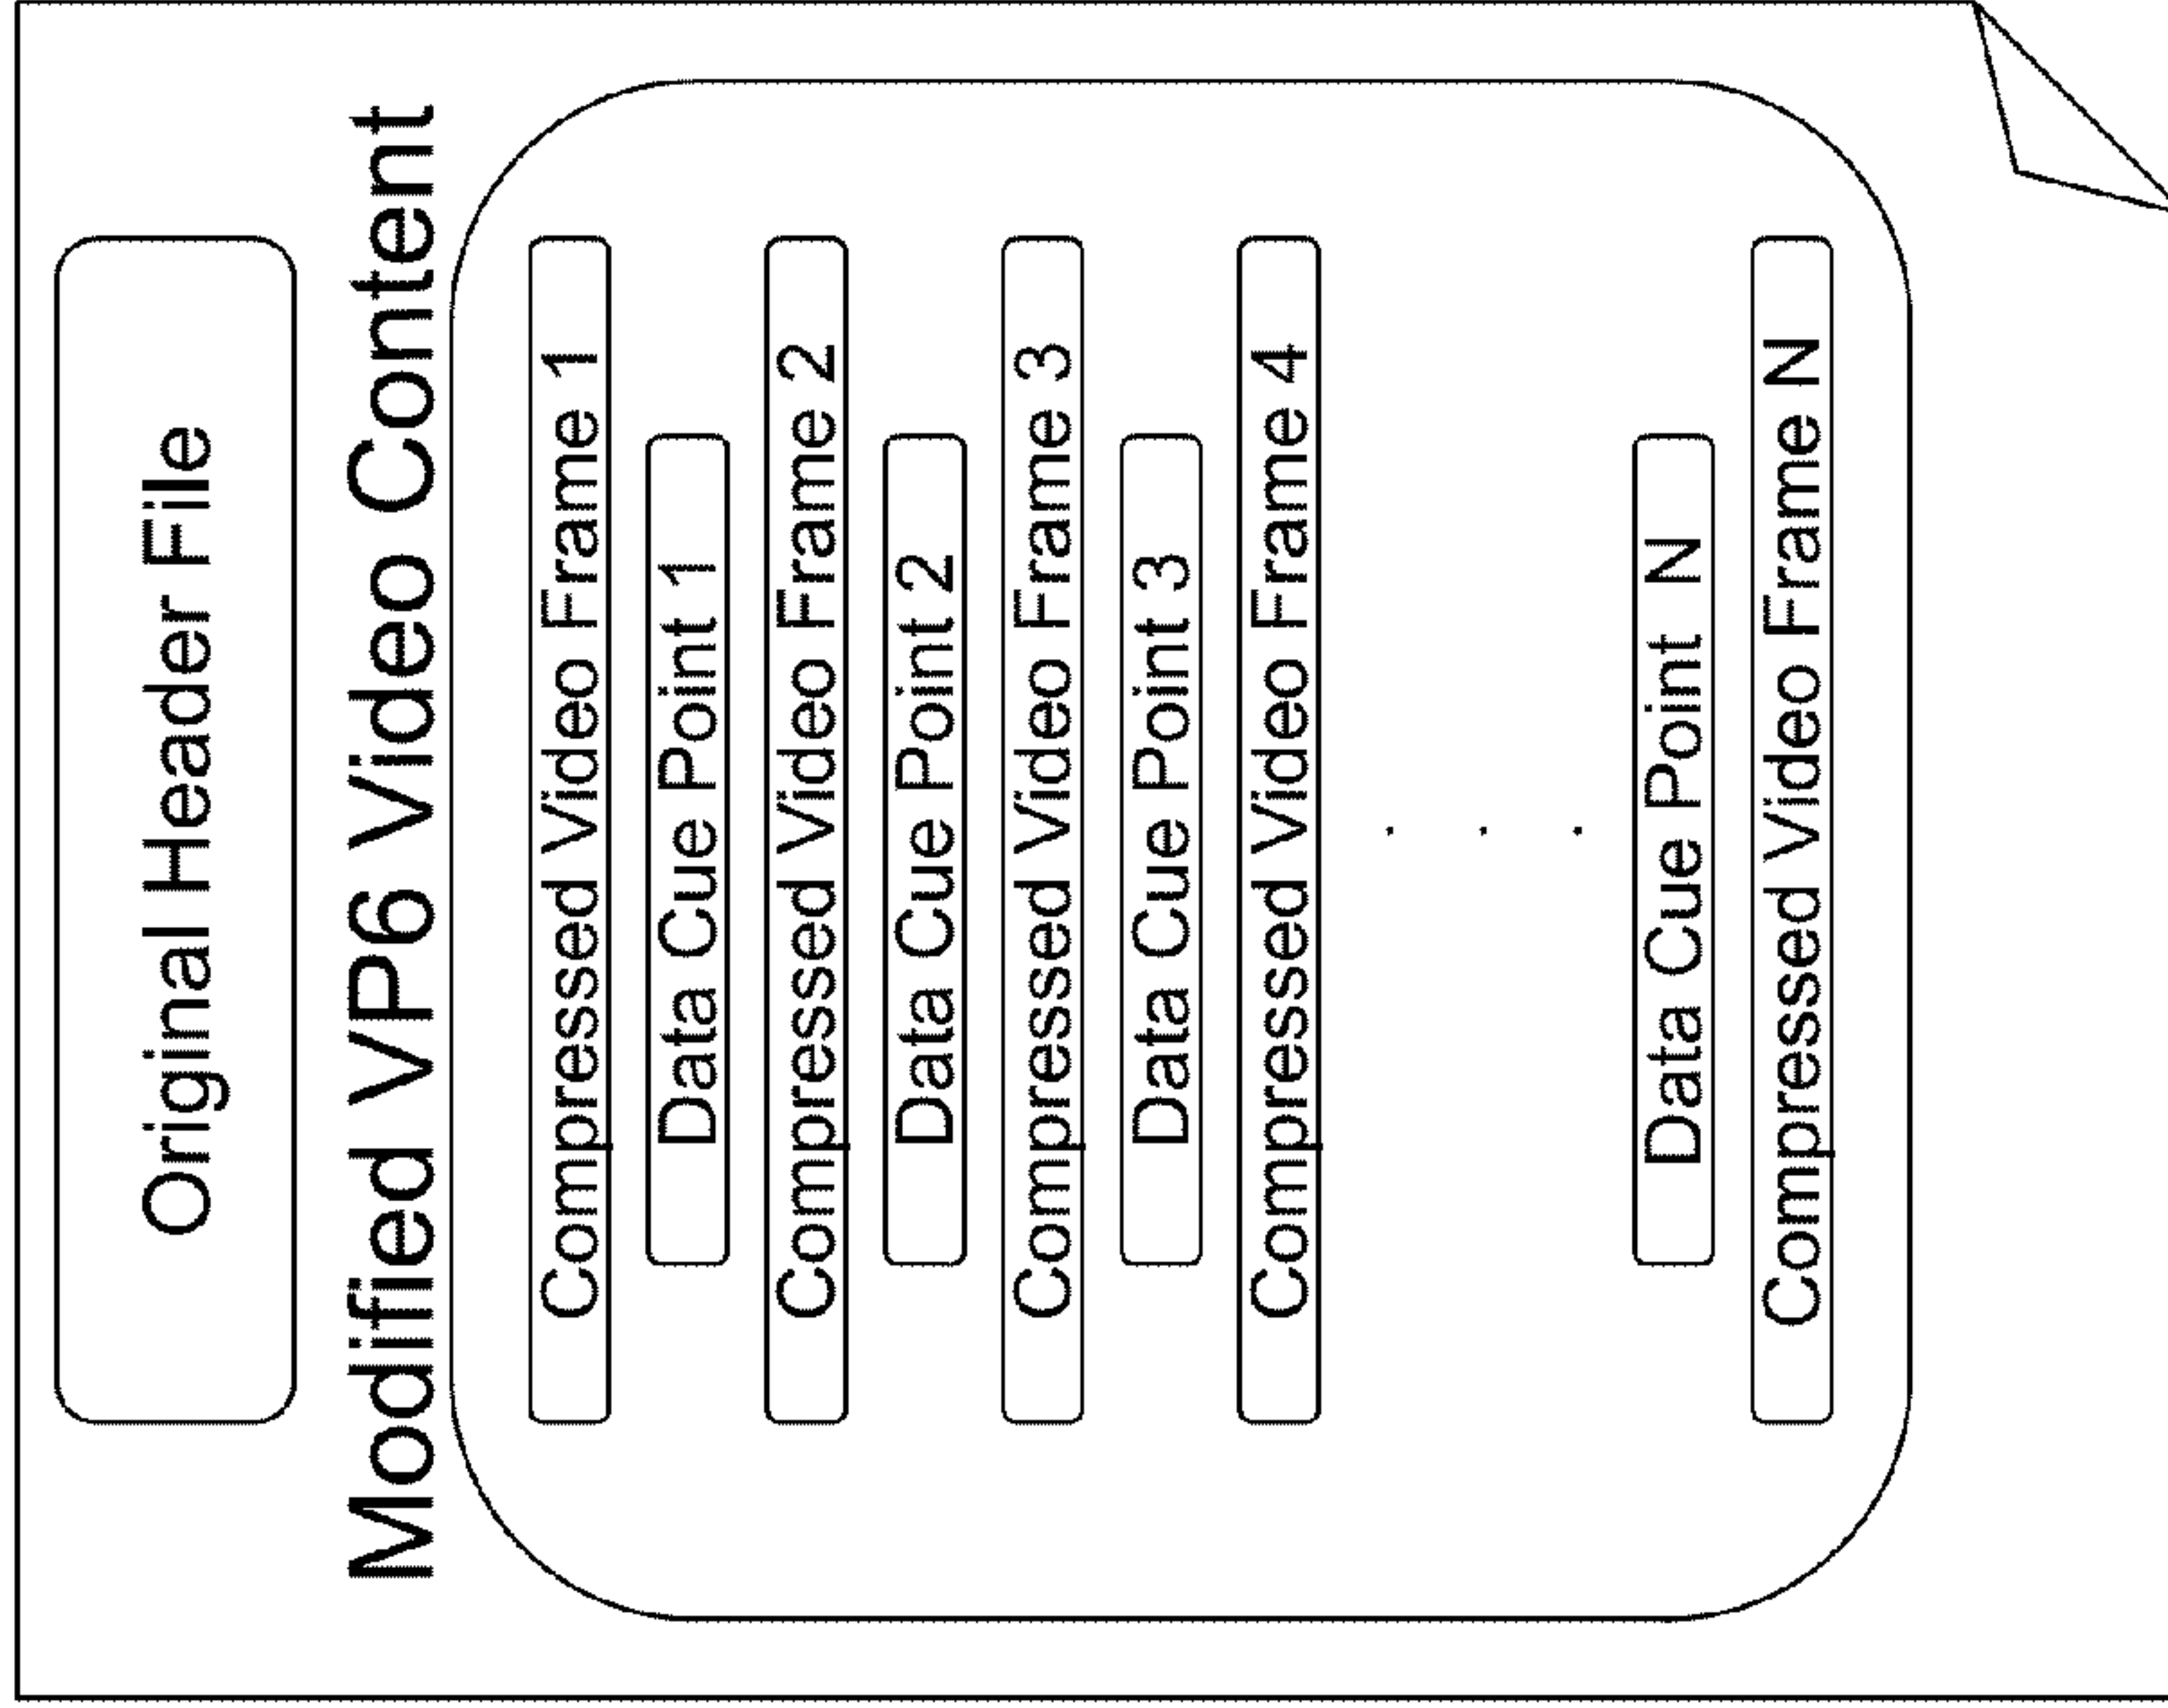 Original Header File
Modified VP6 Video Content
Compressed Video Frame 1
Data Cue Point 1
Compressed Video Frame 2
Data Cue Point 2
Compressed Video Frame 3
Data Cue Point 3
Compressed Video Frame 4
. . .
Data Cue Point N
Compressed Video Frame N